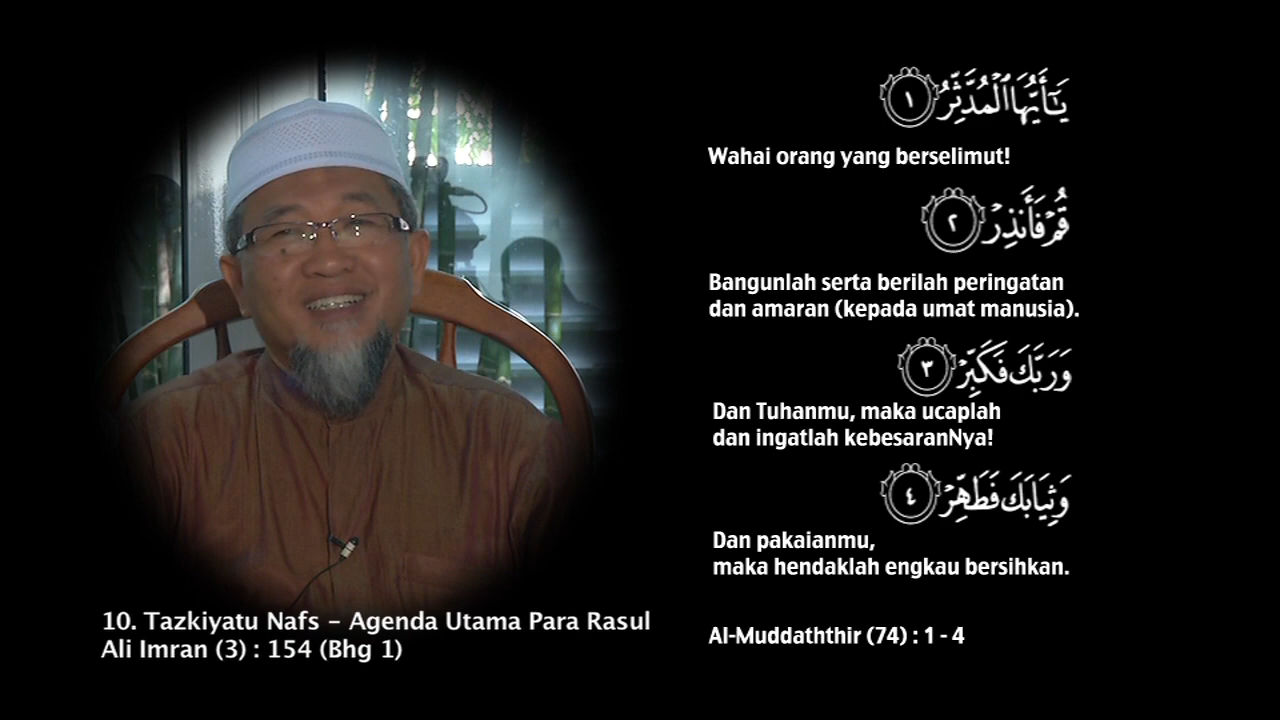 يَٰٓأَيُّهَا ٱلْمُدَّثِّرُ ١
Wahai orang yang berselimut!
قُمْ فَأَنذِرْ ٢
Bangunlah serta berilah peringatan
dan amaran (kepada umat manusia).
وَرَبَّكَ فَكَبِّرْ ٣
Dan Tuhanmu, maka ucaplah
dan ingatlah kebesaranNya!
وَثِيَابَكَ فَطَهِّرْ ٤
Dan pakaianmu,
maka hendaklah engkau bersihkan.
Al-Muddaththir (74) : 1 - 4
10. Tazkiyatu Nafs - Agenda Utama Para Rasul
Ali Imran (3) : 154 (Bhg 1)